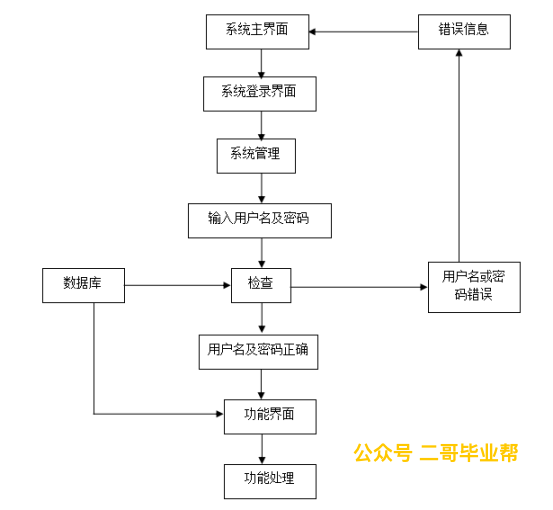 系统主界面
错误信息
系统登录界面
系统管理
输入用户名及密码
数据库
检查
用户名或密
码错误
用户名及密码正确
功能界面
公众号 二哥毕业帮
功能处理